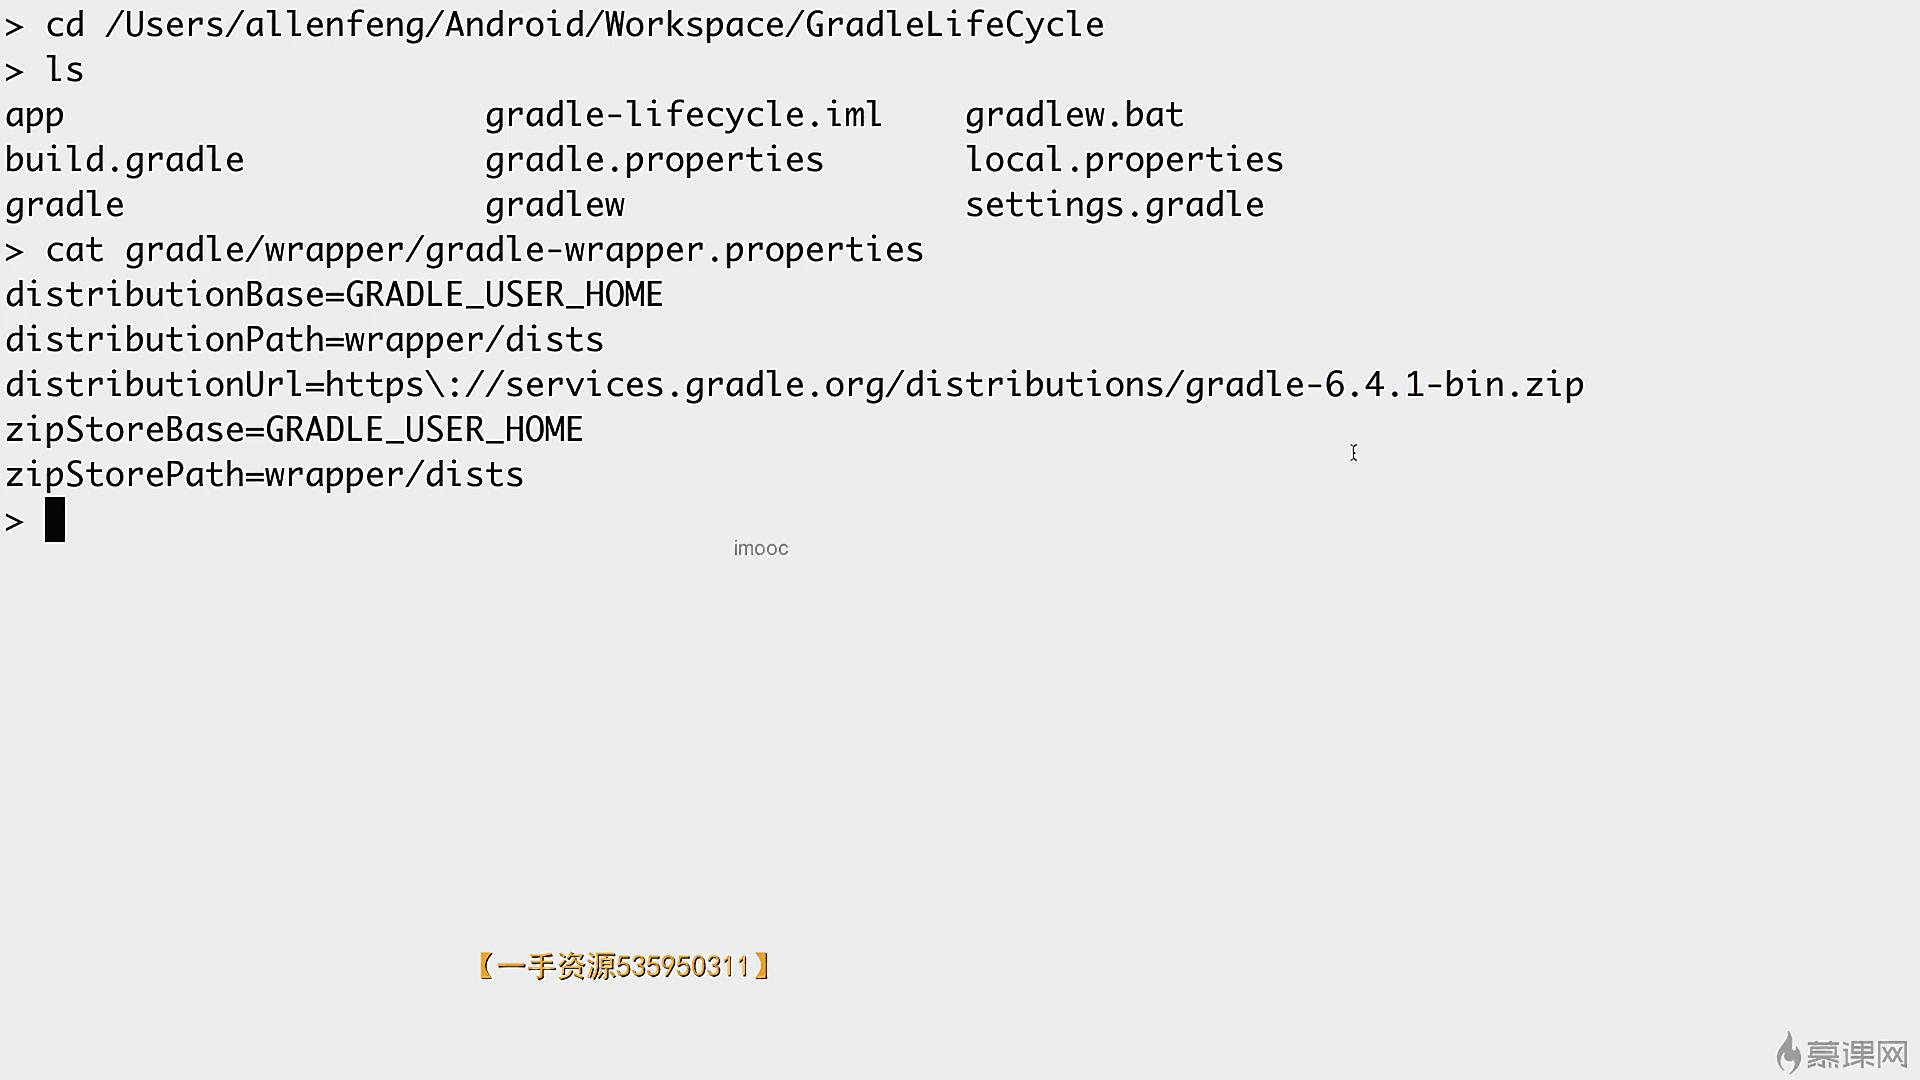 > cd /Users/allenfeng/Android/Workspace/GradleLifeCycle
> ls
app gradle-lifecycle.iml gradlew.bat
build.gradle gradle.properties local.properties
gradle gradlew settings.gradle
> cat gradle/wrapper/gradle-wrapper.properties
distributionBase=GRADLE_USER_HOME
distributionPath=wrapper/dists
distributionUrl=https\://services.gradle.org/distributions/gradle-6.4.1-bin.zip
zipStoreBase=GRADLE_USER_HOME
zipStorePath=wrapper/dists
>
imooc
【一手资源535950311】
慕课网